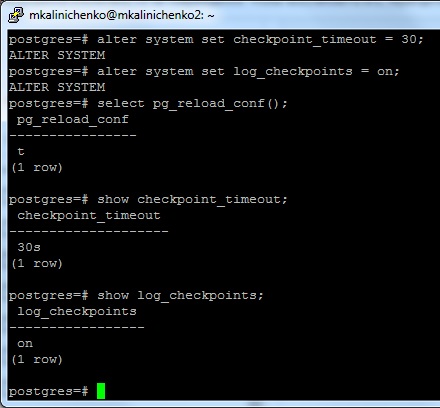 mkalinichenko@mkalinichenko2: ~
postgres=# alter system set checkpoint_timeout = 30;
ALTER SYSTEM
postgres=# alter system set log_checkpoints = on;
ALTER SYSTEM
postgres=# select pg_reload_conf();
 pg_reload_conf
----------------
 t
(1 row)

postgres=# show checkpoint_timeout;
 checkpoint_timeout
--------------------
 30s
(1 row)

postgres=# show log_checkpoints;
 log_checkpoints
-----------------
 on
(1 row)

postgres=#